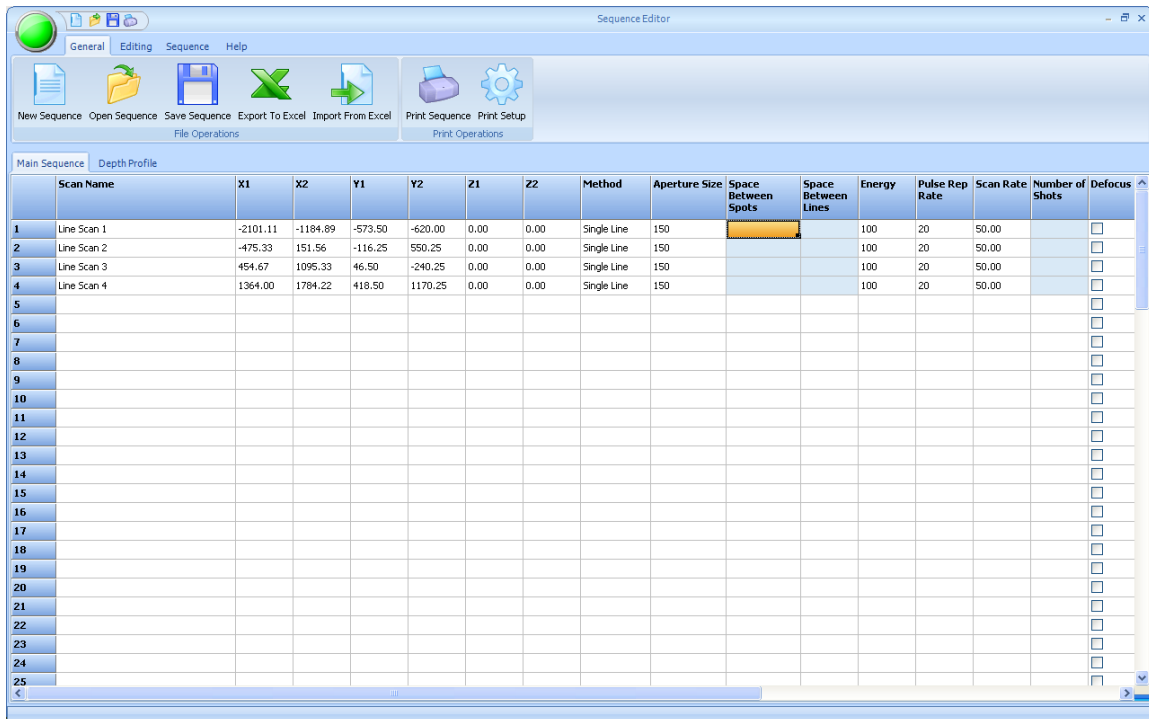 Sequence Editor
General Editing Sequence Help
New Sequence Open Sequence Save Sequence Export To Excel Import From Excel Print Sequence Print Setup
File Operations Print Operations
Main Sequence Depth Profile
Scan Name X1 X2 Y1 Y2 Z1 Z2 Method Aperture Size Space Between Spots Space Between Lines Energy Pulse Rep Rate Scan Rate Number of Shots Defocus
1 Line Scan 1 -2101.11 -1184.89 -573.50 -620.00 0.00 0.00 Single Line 150 100 20 50.00
2 Line Scan 2 -475.33 151.56 -116.25 550.25 0.00 0.00 Single Line 150 100 20 50.00
3 Line Scan 3 454.67 1095.33 46.50 -240.25 0.00 0.00 Single Line 150 100 20 50.00
4 Line Scan 4 1364.00 1784.22 418.50 1170.25 0.00 0.00 Single Line 150 100 20 50.00
5
6
7
8
9
10
11
12
13
14
15
16
17
18
19
20
21
22
23
24
25